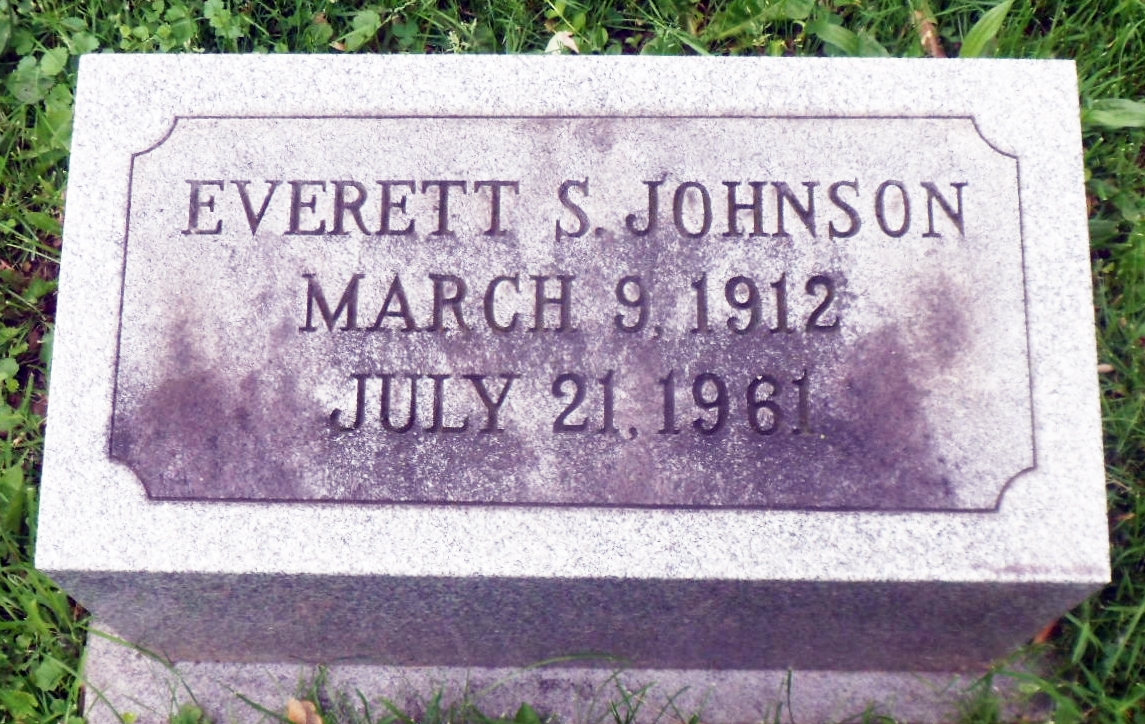 EVERETT S. JOHNSON
MARCH 9, 1912
JULY 21, 1961